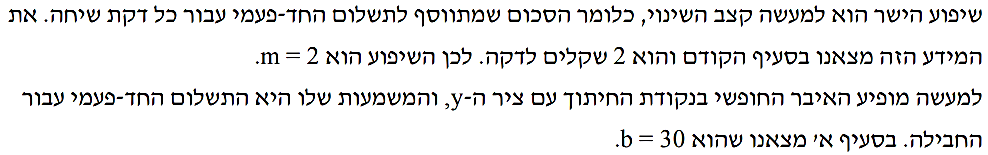 שיפוע הישר הוא למעשה קצב השינוי, כלומר הסכום שמתווסף לתשלום החד-פעמי עבור כל דקת שיחה. את
המידע הזה מצאנו בסעיף הקודם והוא 2 שקלים לדקה. לכן השיפוע הוא m = 2.
למעשה מופיע האיבר החופשי בנקודת החיתוך עם ציר ה-y, והמשמעות שלו היא התשלום החד-פעמי עבור
החבילה. בסעיף א' מצאנו שהוא b = 30.